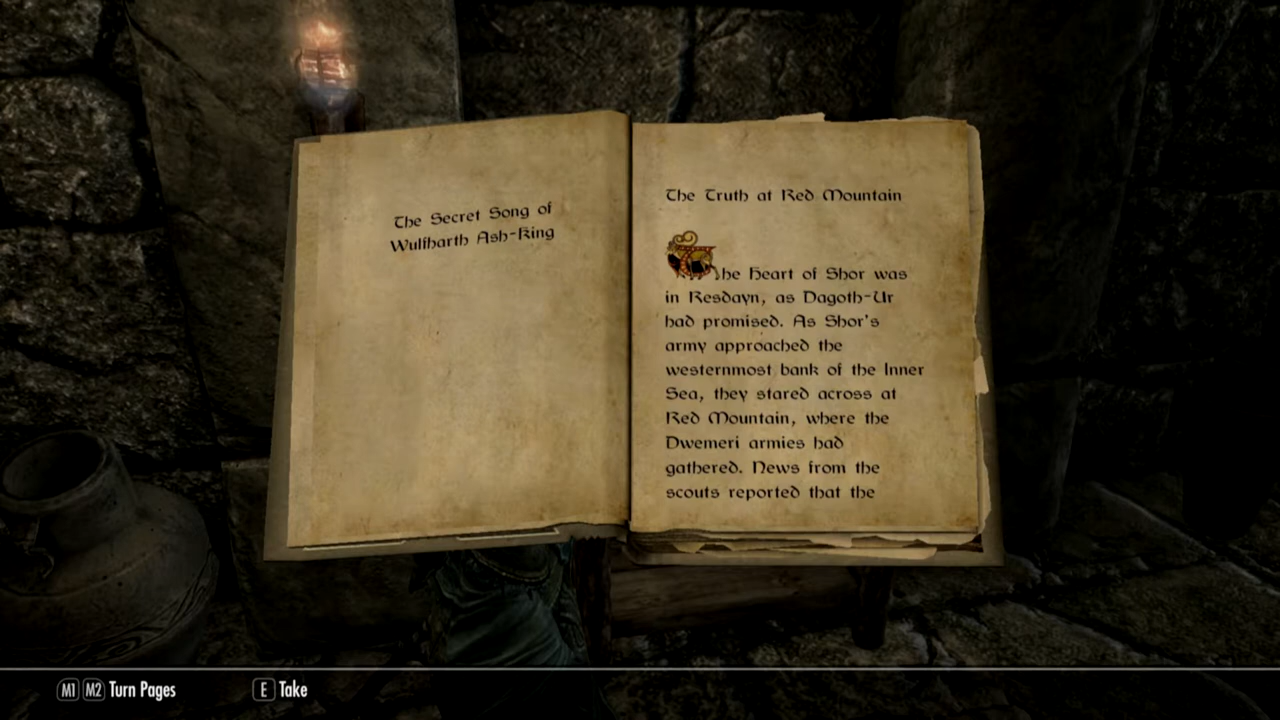 The Secret Song of
Wulfharth Ash-King
The Truth at Red Mountain
The Heart of Shor was
in Resdayn, as Dagoth-Ur
had promised. As Shor's
army approached the
westernmost bank of the Inner
Sea, they stared across at
Red Mountain, where the
Dwemeri armies had
gathered. News from the
scouts reported that the
M1 M2 Turn Pages
E Take